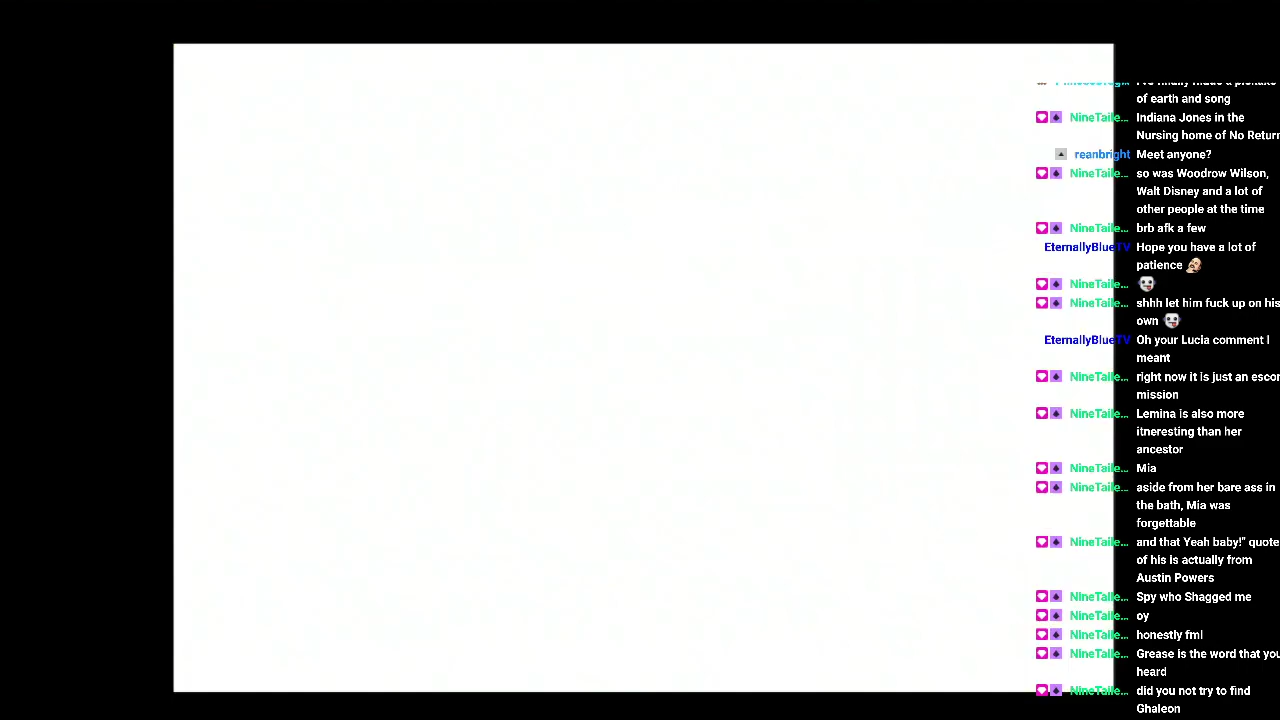 of earth and song
NineTaile... Indiana Jones in the
Nursing home of No Return
reanbright Meet anyone?
NineTaile... so was Woodrow Wilson,
Walt Disney and a lot of
other people at the time
NineTaile... brb afk a few
EternallyBlueTV Hope you have a lot of
patience
NineTaile...
NineTaile... shhh let him fuck up on his
own
EternallyBlueTV Oh your Lucia comment I
meant
NineTaile... right now it is just an escor
mission
NineTaile... Lemina is also more
itneresting than her
ancestor
NineTaile... Mia
NineTaile... aside from her bare ass in
the bath, Mia was
forgettable
NineTaile... and that Yeah baby!" quote
of his is actually from
Austin Powers
NineTaile... Spy who Shagged me
NineTaile... oy
NineTaile... honestly fml
NineTaile... Grease is the word that you
heard
NineTaile... did you not try to find
Ghaleon